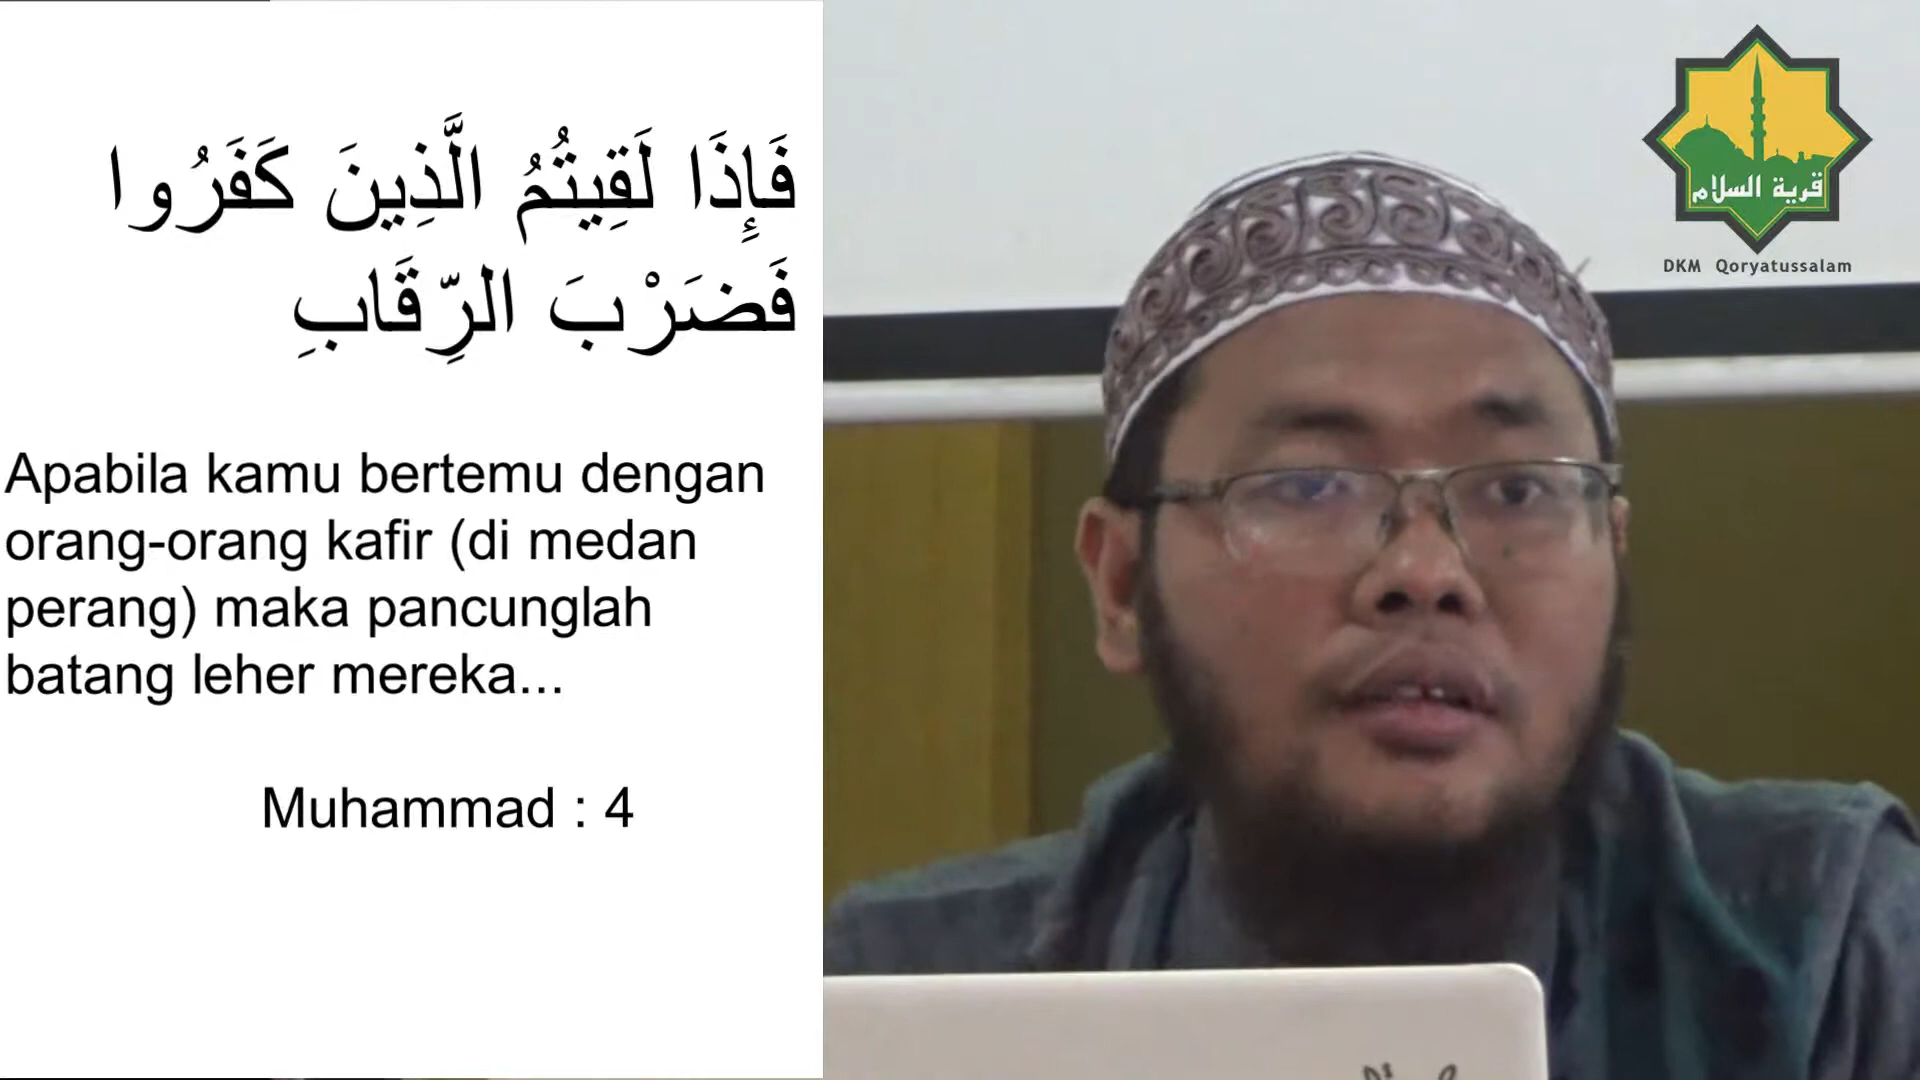 فَإِذَا لَقِيتُمُ الَّذِينَ كَفَرُوا
فَضَرْبَ الرِّقَابِ
Apabila kamu bertemu dengan
orang-orang kafir (di medan
perang) maka pancunglah
batang leher mereka...
Muhammad : 4
قرية السلام
DKM Qoryatussalam